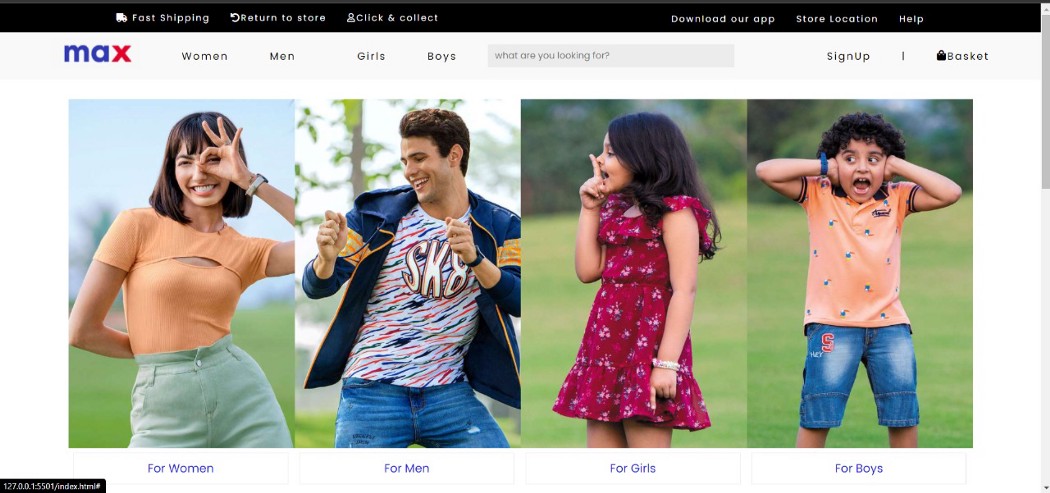 Fast Shipping Return to store Click & collect Download our app Store Location Help
max Women Men Girls Boys what are you looking for? SignUp | Basket
SK8
HEY S
For Women For Men For Girls For Boys
127.0.0.1:5501/index.html#